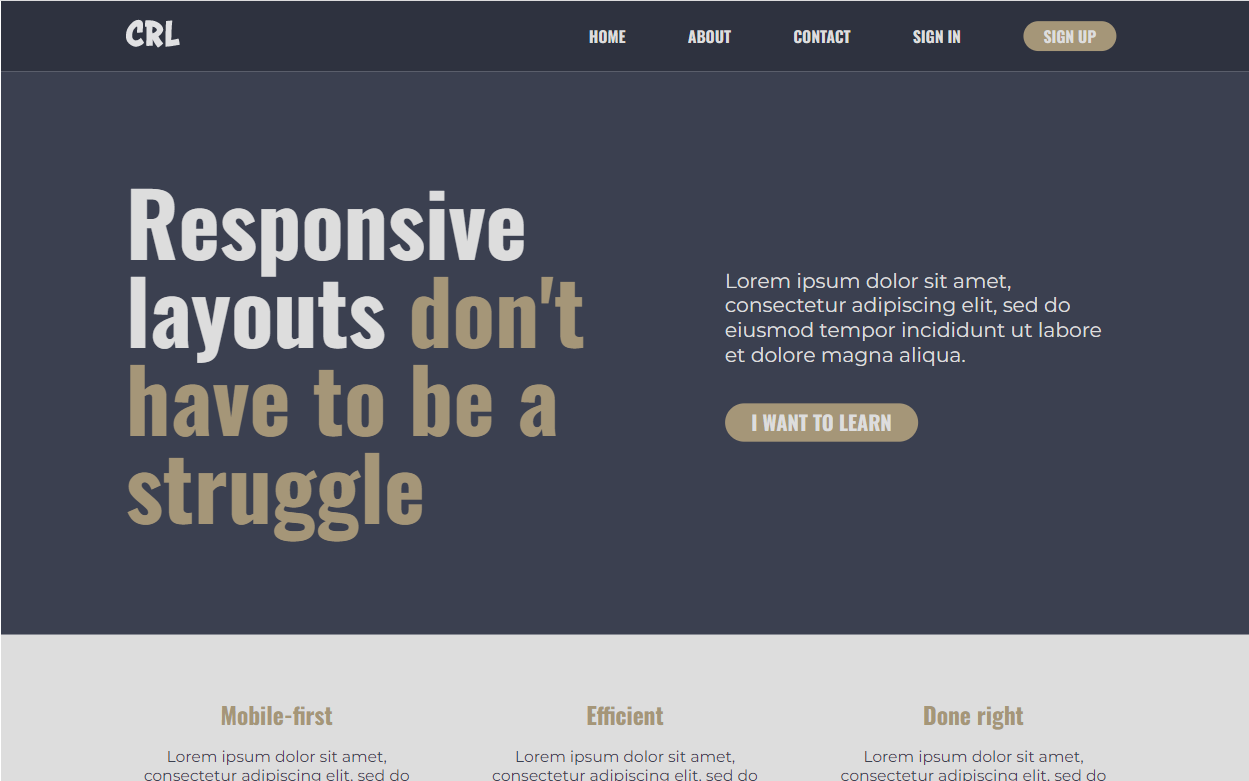 CRL HOME ABOUT CONTACT SIGN IN SIGN UP
Responsive
layouts don't
have to be a
struggle
Lorem ipsum dolor sit amet,
consectetur adipiscing elit, sed do
eiusmod tempor incididunt ut labore
et dolore magna aliqua.
I WANT TO LEARN
Mobile-first
Lorem ipsum dolor sit amet,
consectetur adipiscing elit, sed do
Efficient
Lorem ipsum dolor sit amet,
consectetur adipiscing elit, sed do
Done right
Lorem ipsum dolor sit amet,
consectetur adipiscing elit, sed do